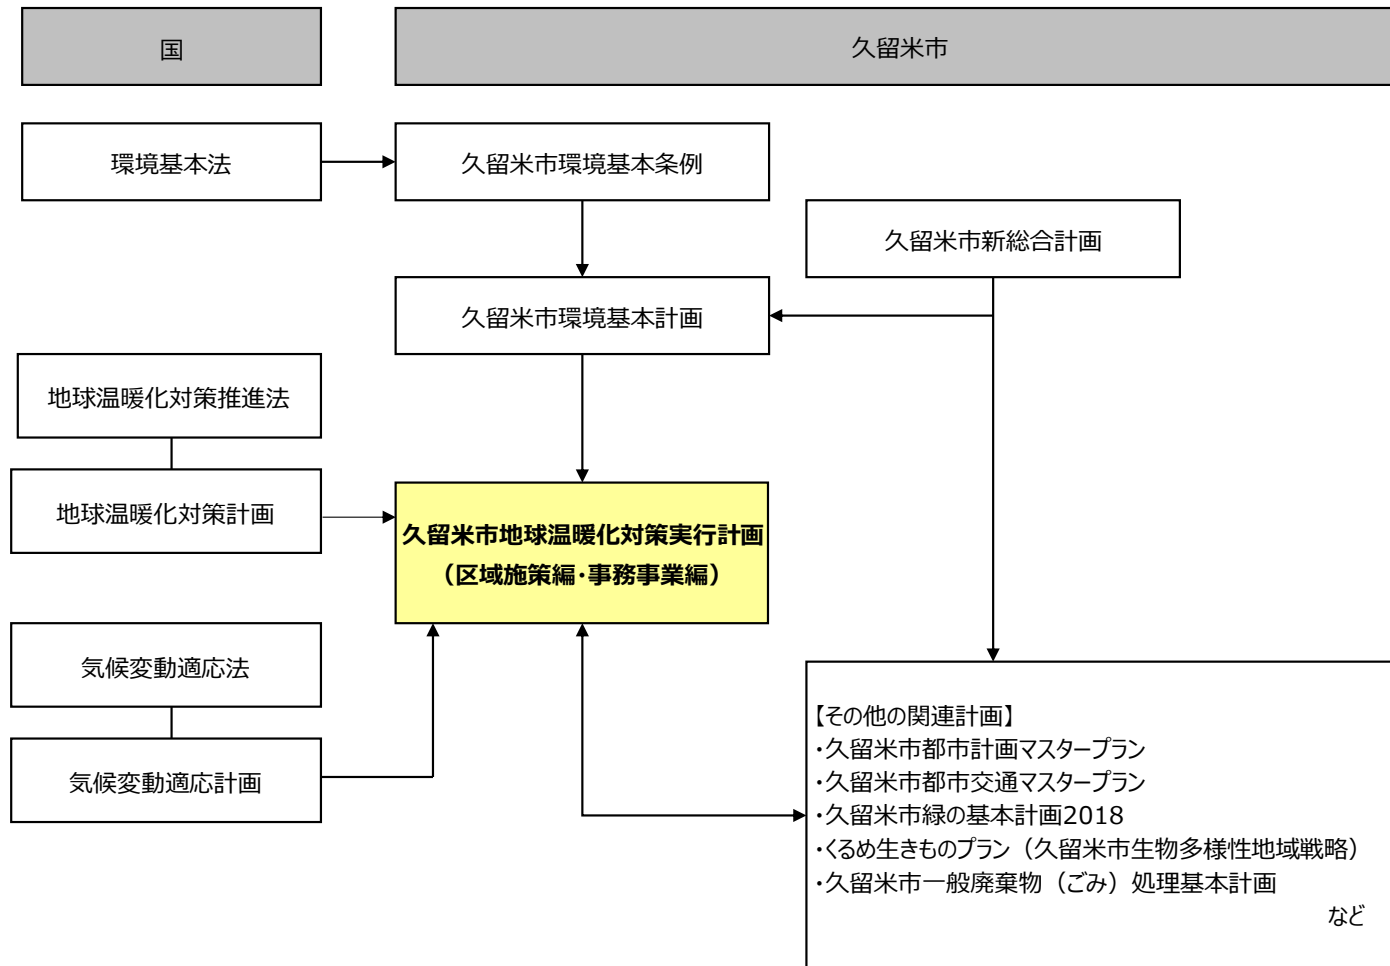 国
久留米市
環境基本法
久留米市環境基本条例
久留米市新総合計画
久留米市環境基本計画
地球温暖化対策推進法
地球温暖化対策計画
久留米市地球温暖化対策実行計画
（区域施策編・事務事業編）
気候変動適応法
気候変動適応計画
【その他の関連計画】
・久留米市都市計画マスタープラン
・久留米市都市交通マスタープラン
・久留米市緑の基本計画2018
・くるめ生きものプラン（久留米市生物多様性地域戦略）
・久留米市一般廃棄物（ごみ）処理基本計画
など